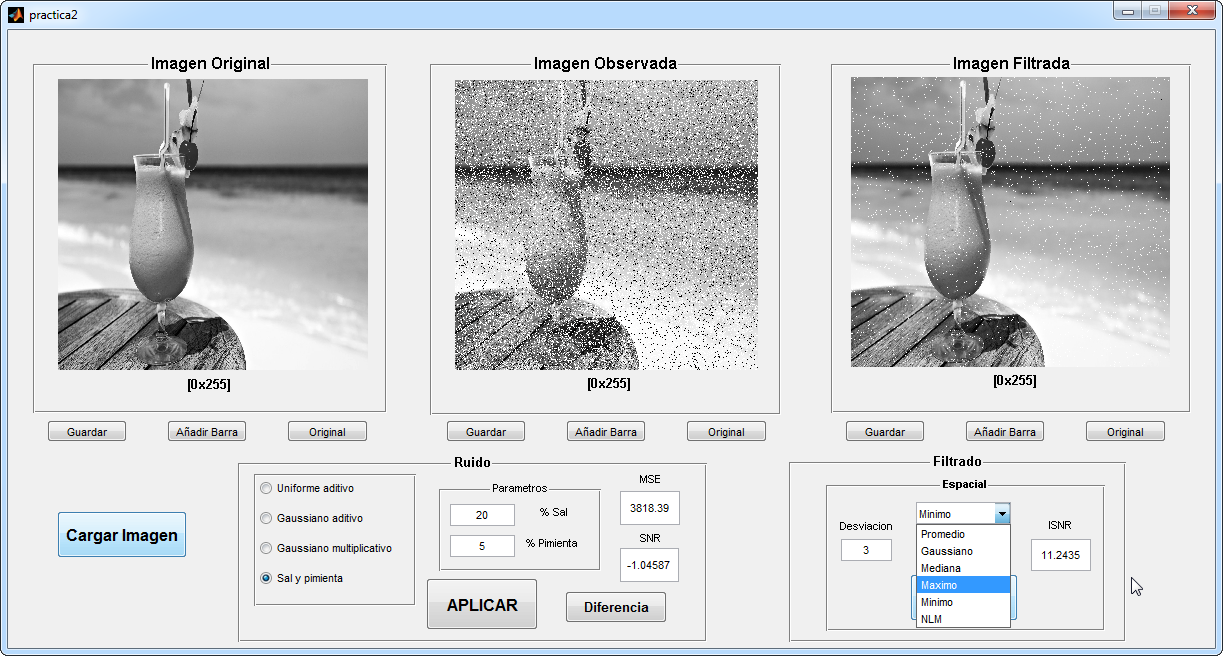 practica2
Imagen Original
Imagen Observada
Imagen Filtrada
[0x255]
[0x255]
[0x255]
Guardar
Añadir Barra
Original
Guardar
Añadir Barra
Original
Guardar
Añadir Barra
Original
Cargar Imagen
Ruido
Uniforme aditivo
Gaussiano aditivo
Gaussiano multiplicativo
Sal y pimienta
Parametros
20 % Sal
5 % Pimienta
MSE
3818.39
SNR
-1.04587
APLICAR
Diferencia
Filtrado
Espacial
Desviacion
3
Minimo
Promedio
Gaussiano
Mediana
Maximo
Minimo
NLM
ISNR
11.2435